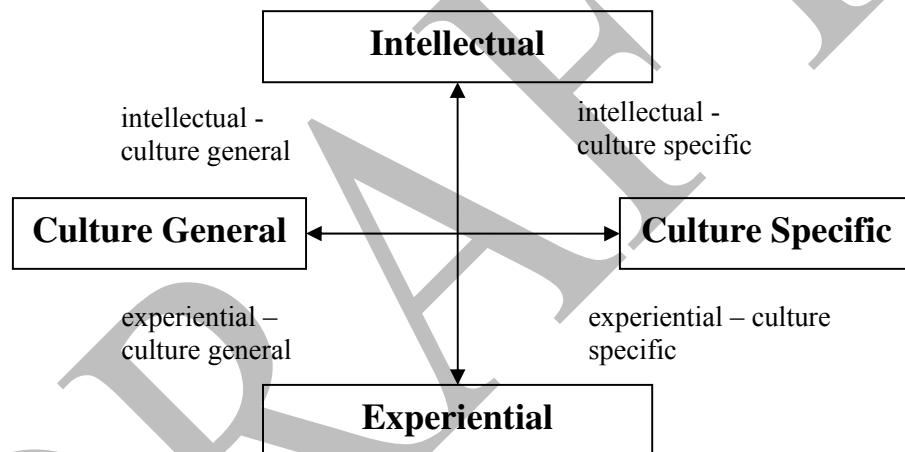 Intellectual
intellectual -
culture general
intellectual -
culture specific
Culture General
Culture Specific
experiential –
culture general
experiential – culture
specific
Experiential